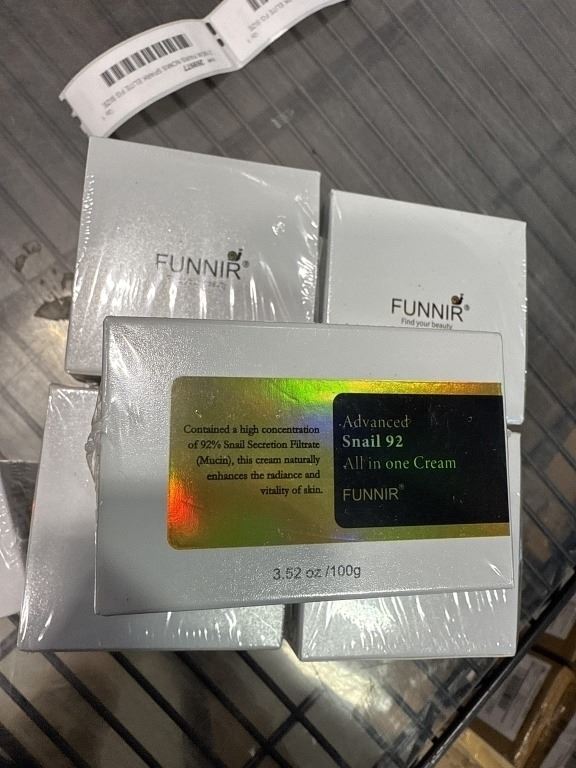 FUNNIR®
FUNNIR®
Find your beauty
Contained a high concentration
of 92% Snail Secretion Filtrate
(Mucin), this cream naturally
enhances the radiance and
vitality of skin.
Advanced
Snail 92
All in one Cream
FUNNIR®
3.52 oz /100g